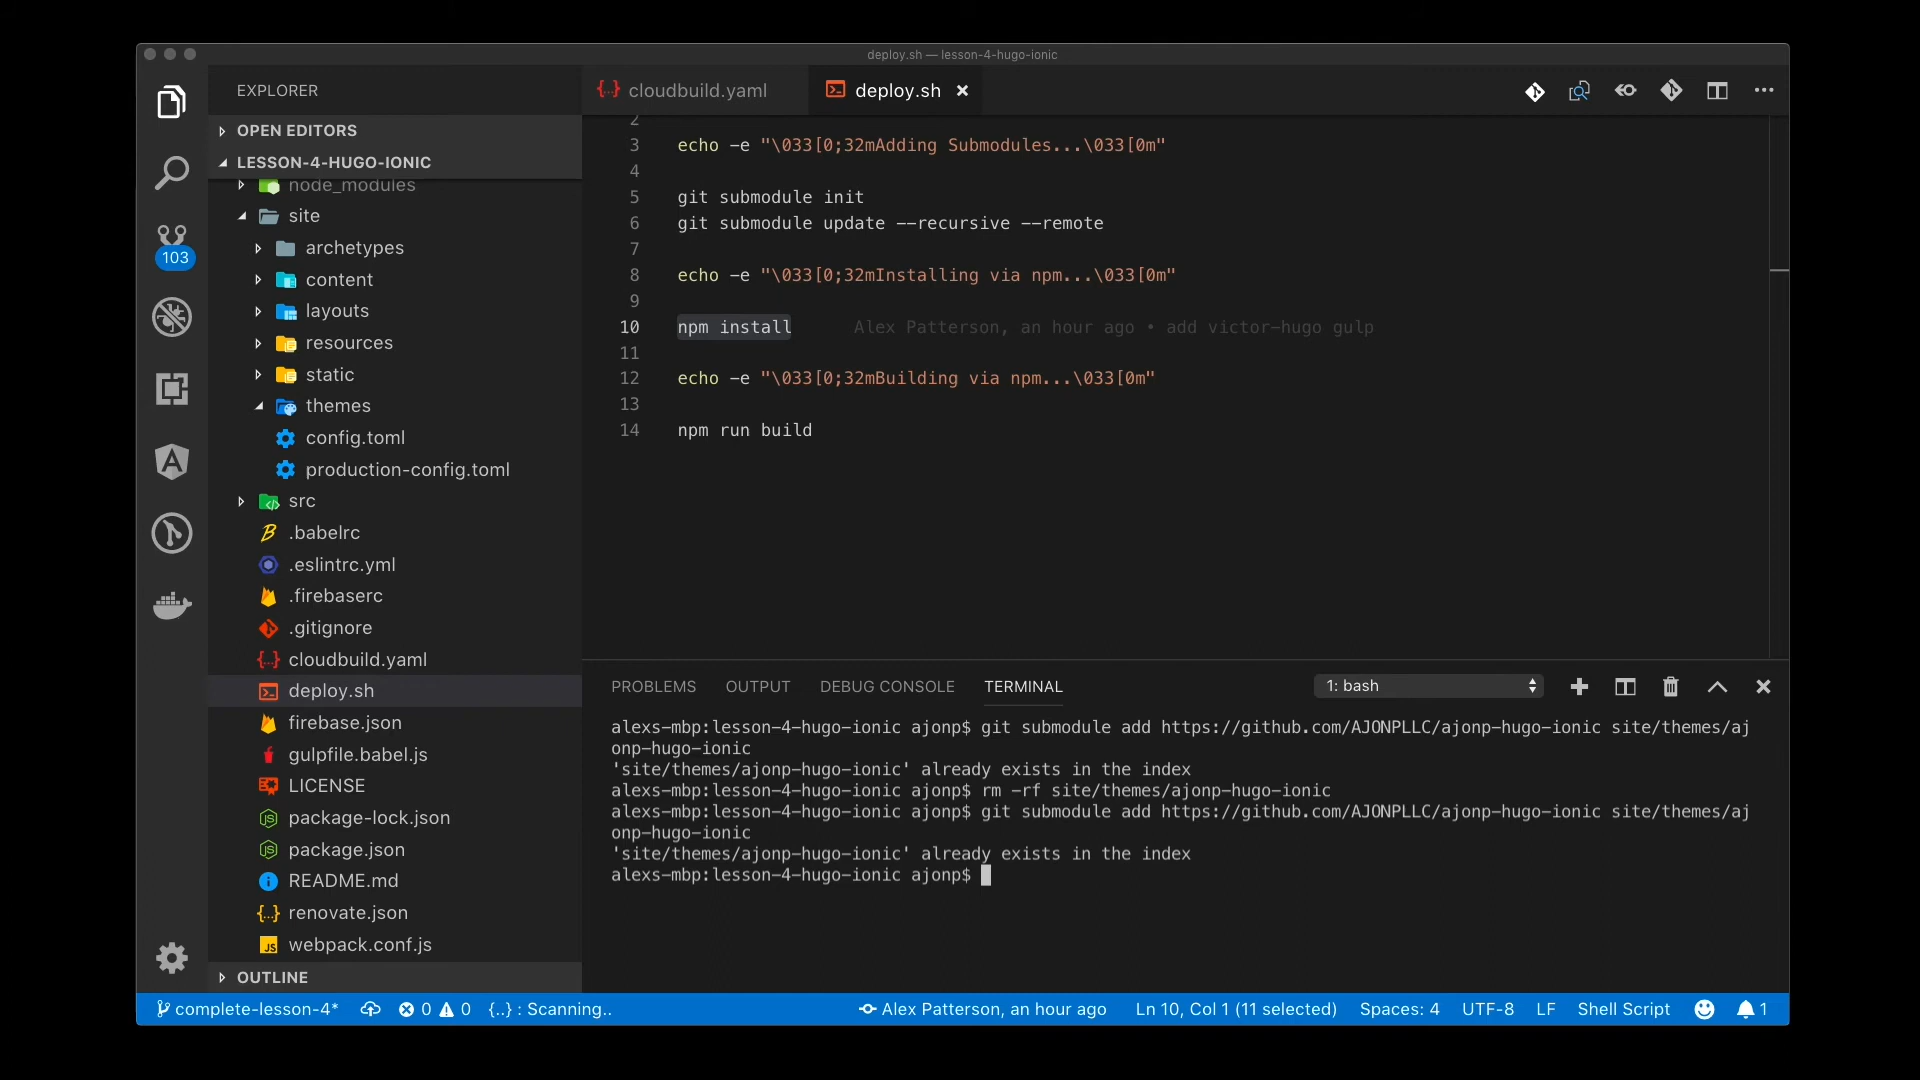 deploy.sh — lesson-4-hugo-ionic
EXPLORER
OPEN EDITORS
LESSON-4-HUGO-IONIC
node_modules
site
archetypes
content
layouts
resources
static
themes
config.toml
production-config.toml
src
.babelrc
.eslintrc.yml
.firebaserc
.gitignore
cloudbuild.yaml
deploy.sh
firebase.json
gulpfile.babel.js
LICENSE
package-lock.json
package.json
README.md
renovate.json
webpack.conf.js
OUTLINE
103
cloudbuild.yaml deploy.sh
2
3 echo -e "\033[0;32mAdding Submodules...\033[0m"
4
5 git submodule init
6 git submodule update --recursive --remote
7
8 echo -e "\033[0;32mInstalling via npm...\033[0m"
9
10 npm install Alex Patterson, an hour ago • add victor-hugo gulp
11
12 echo -e "\033[0;32mBuilding via npm...\033[0m"
13
14 npm run build
PROBLEMS OUTPUT DEBUG CONSOLE TERMINAL 1: bash
alexs-mbp:lesson-4-hugo-ionic ajonp$ git submodule add https://github.com/AJONPLLC/ajonp-hugo-ionic site/themes/aj
onp-hugo-ionic
'site/themes/ajonp-hugo-ionic' already exists in the index
alexs-mbp:lesson-4-hugo-ionic ajonp$ rm -rf site/themes/ajonp-hugo-ionic
alexs-mbp:lesson-4-hugo-ionic ajonp$ git submodule add https://github.com/AJONPLLC/ajonp-hugo-ionic site/themes/aj
onp-hugo-ionic
'site/themes/ajonp-hugo-ionic' already exists in the index
alexs-mbp:lesson-4-hugo-ionic ajonp$
complete-lesson-4* 0 0 {..} : Scanning.. Alex Patterson, an hour ago Ln 10, Col 1 (11 selected) Spaces: 4 UTF-8 LF Shell Script 1